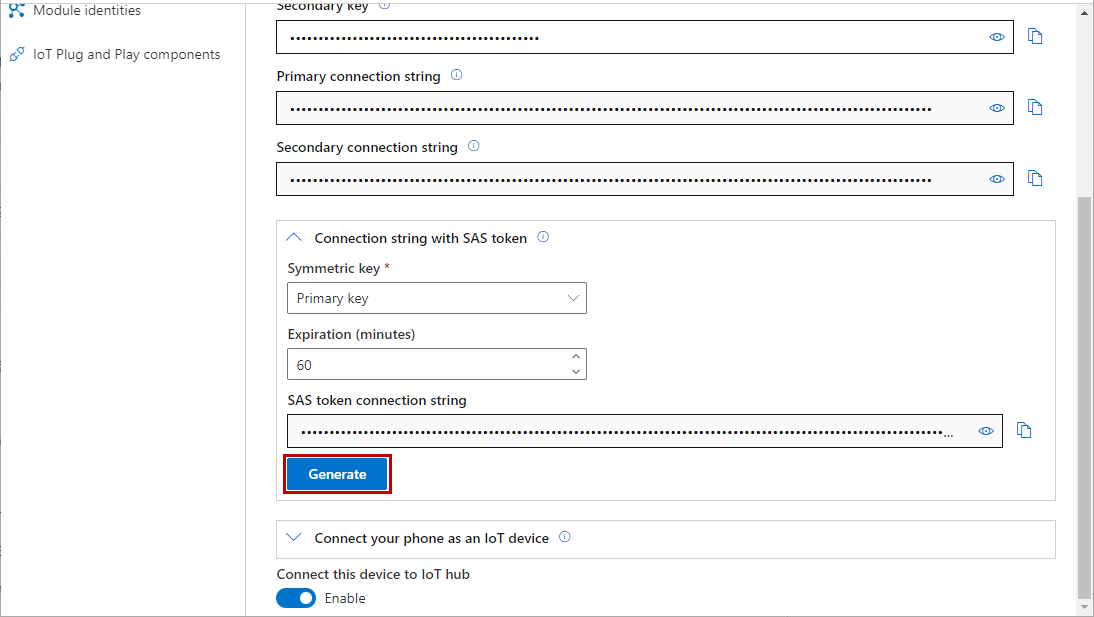 Module identities
IoT Plug and Play components
Secondary key
Primary connection string
Secondary connection string
Connection string with SAS token
Symmetric key *
Primary key
Expiration (minutes)
60
SAS token connection string
...
Generate
Connect your phone as an IoT device
Connect this device to IoT hub
Enable